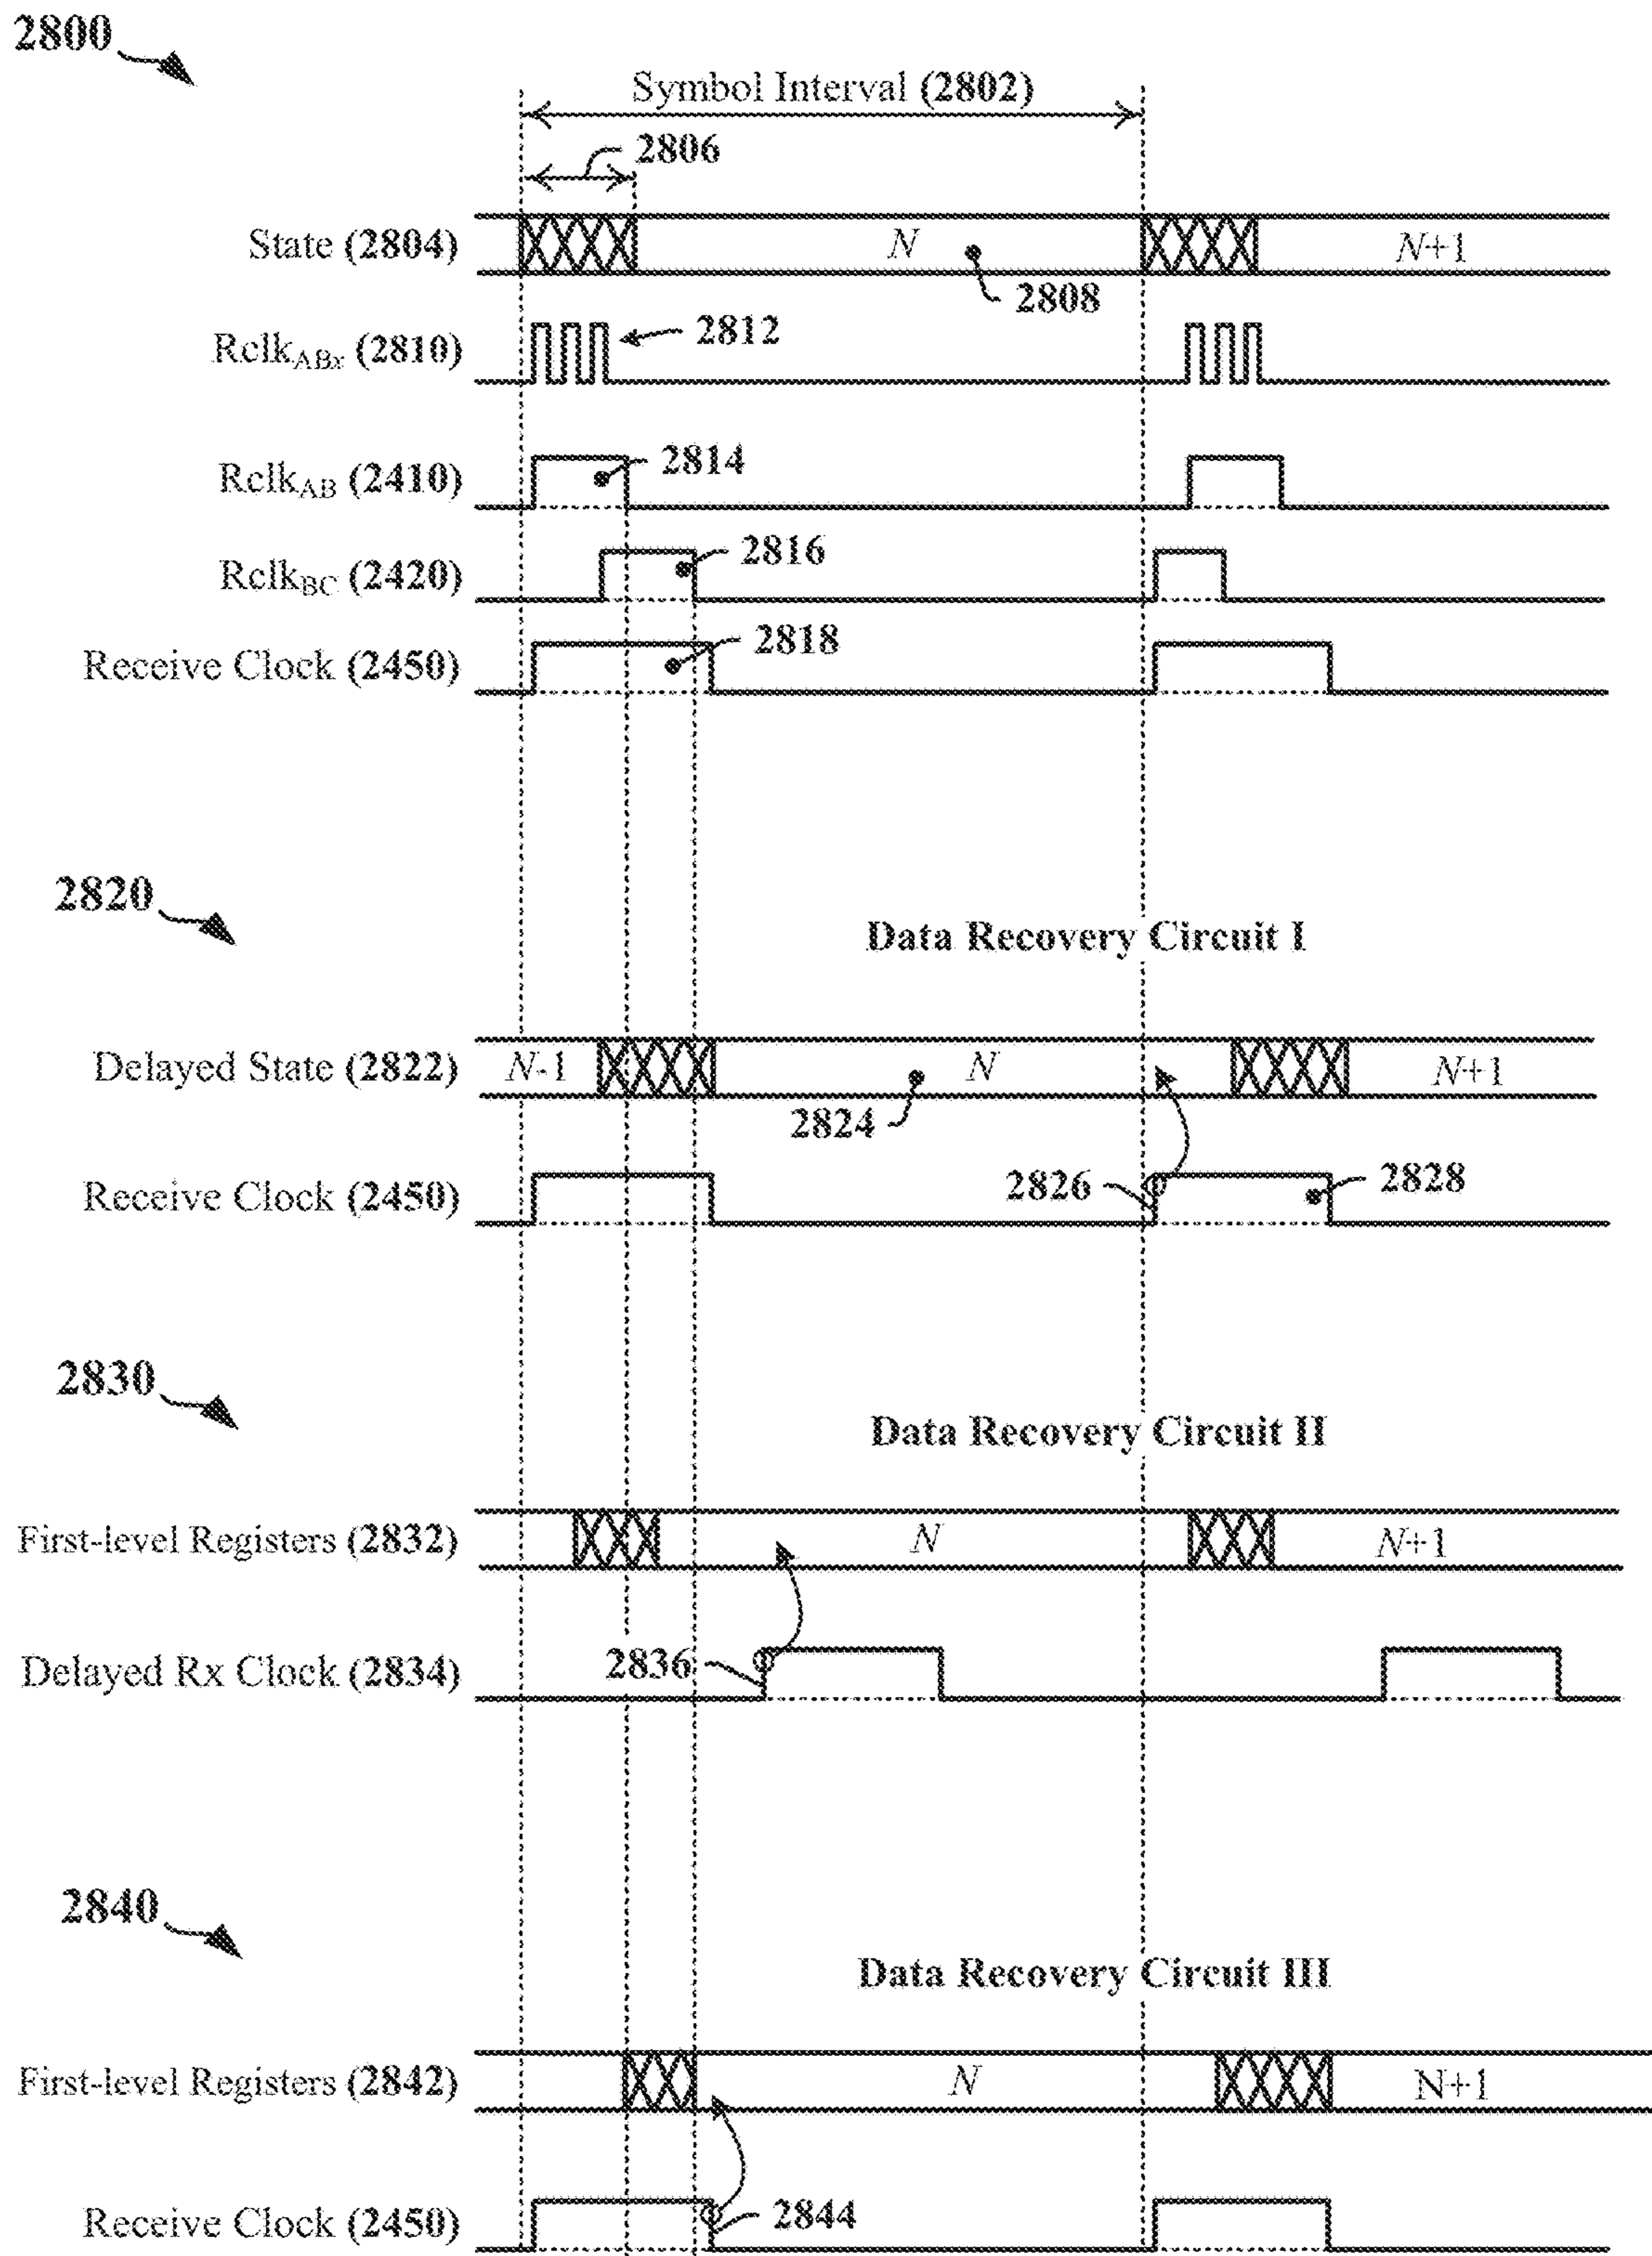 2800
Symbol Interval (2802)
2806
State (2804)
N
N+1
2808
RclkABx (2810)
2812
RclkAB (2410)
2814
RclkBC (2420)
2816
Receive Clock (2450)
2818
2820
Data Recovery Circuit I
Delayed State (2822)
N-1
N
N+1
2824
Receive Clock (2450)
2826
2828
2830
Data Recovery Circuit II
First-level Registers (2832)
N
N+1
Delayed Rx Clock (2834)
2836
2840
Data Recovery Circuit III
First-level Registers (2842)
N
N+1
Receive Clock (2450)
2844